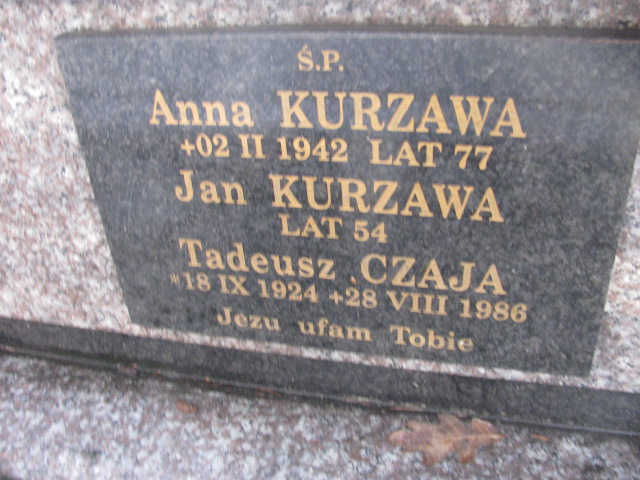 Ś.P.
Anna KURZAWA
+02 II 1942 LAT 77
Jan KURZAWA
LAT 54
Tadeusz CZAJA
*18 IX 1924 +28 VIII 1986
Jezu ufam Tobie